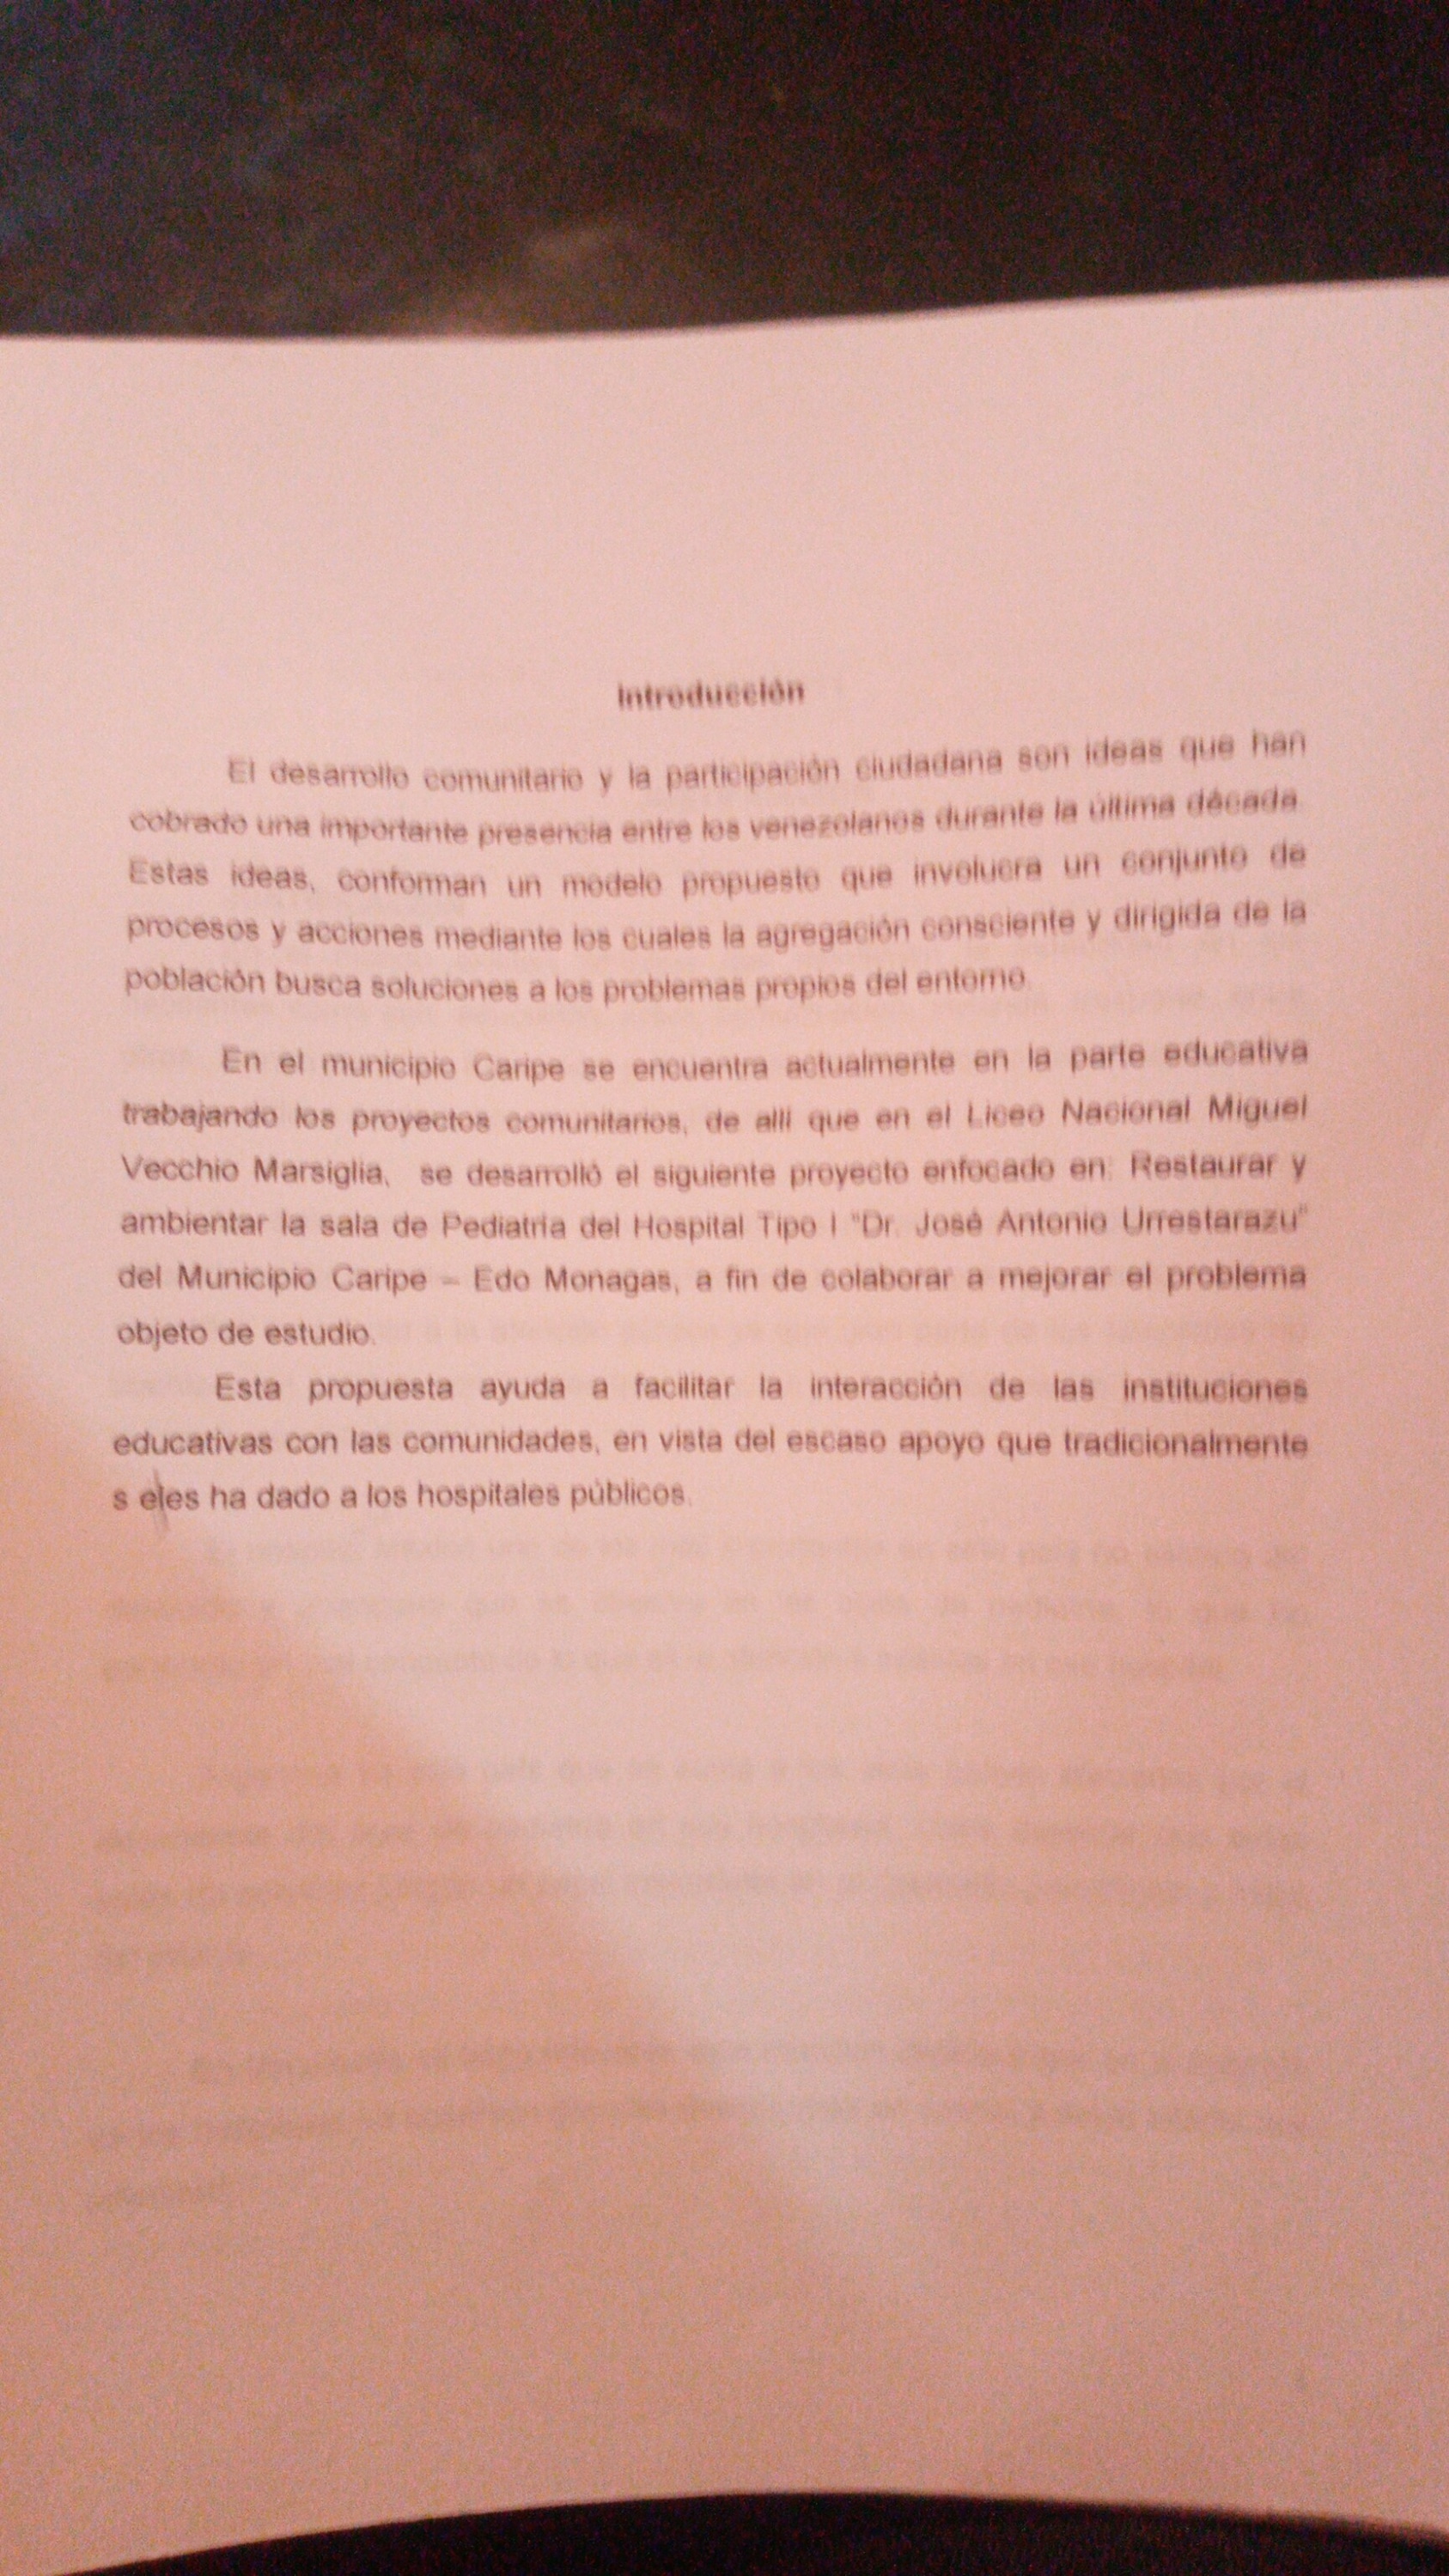 Introducción
El desarrollo comunitario y la participación ciudadana son ideas que han
cobrado una importante presencia entre los venezolanos durante la última década.
Estas ideas, conforman un modelo propuesto que involucra un conjunto de
procesos y acciones mediante los cuales la agregación consciente y dirigida de la
población busca soluciones a los problemas propios del entorno.
En el municipio Caripe se encuentra actualmente en la parte educativa
trabajando los proyectos comunitarios, de allí que en el Liceo Nacional Miguel
Vecchio Marsiglia, se desarrolló el siguiente proyecto enfocado en: Restaurar y
ambientar la sala de Pediatría del Hospital Tipo I "Dr. José Antonio Urrestarazu"
del Municipio Caripe – Edo Monagas, a fin de colaborar a mejorar el problema
objeto de estudio.
Esta propuesta ayuda a facilitar la interacción de las instituciones
educativas con las comunidades, en vista del escaso apoyo que tradicionalmente
s eles ha dado a los hospitales públicos.